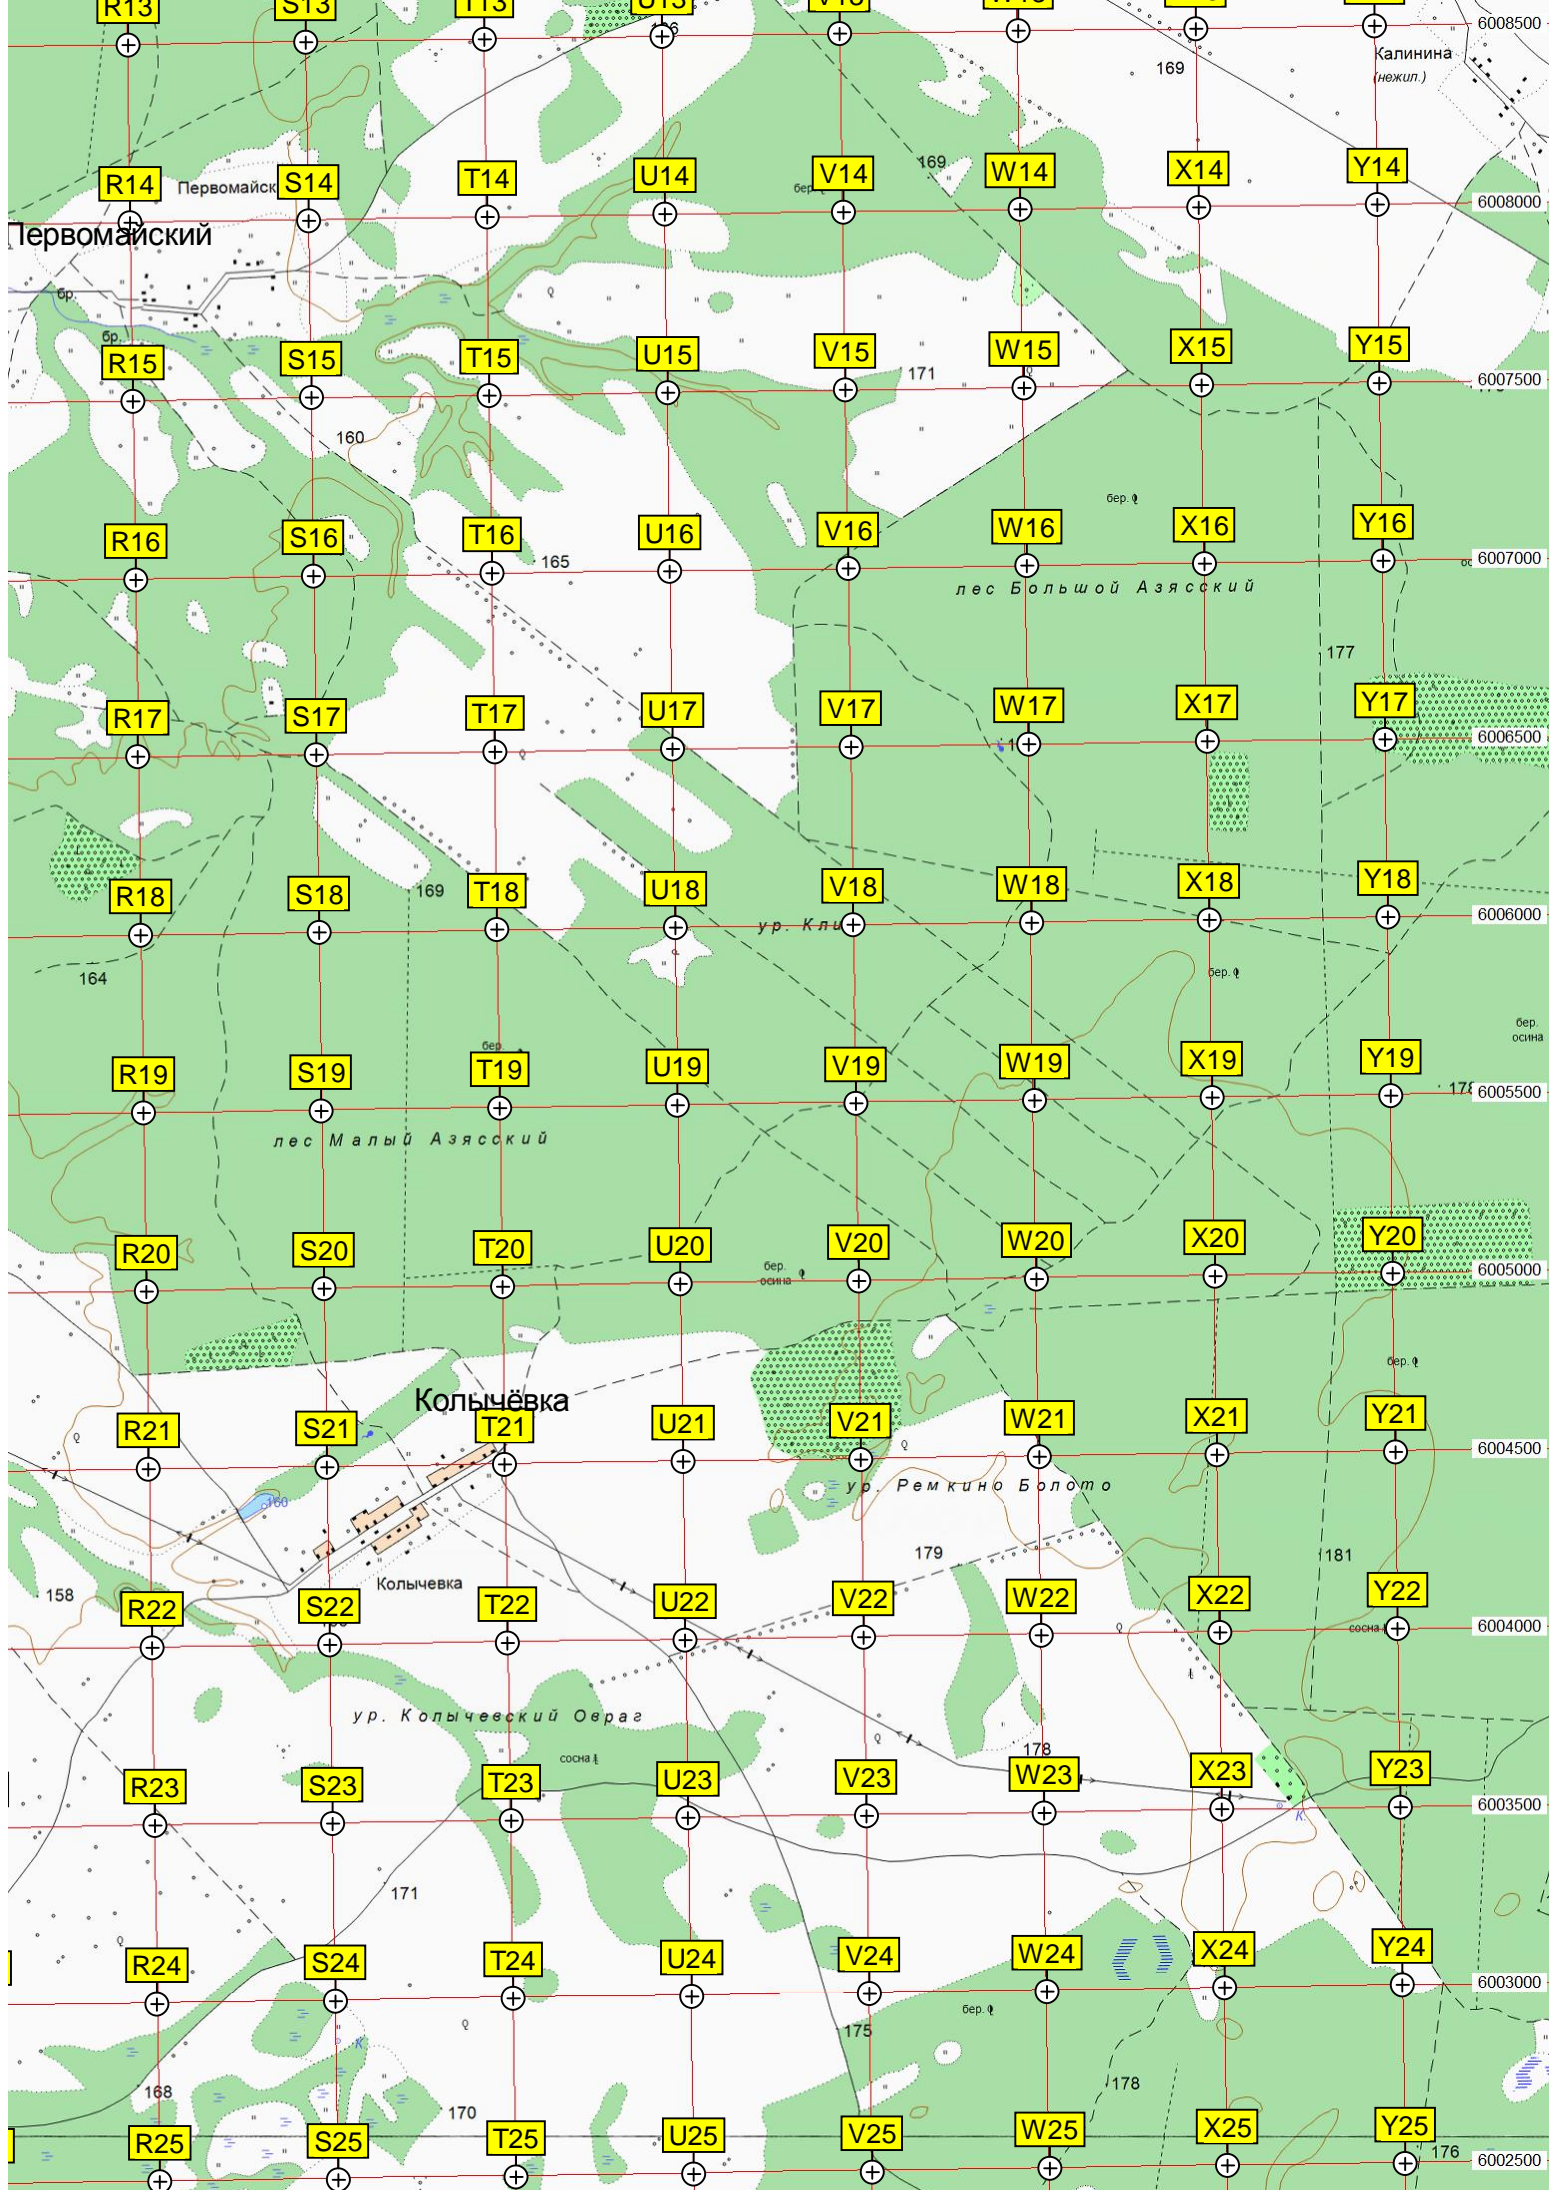 R13 S13 T13 U13
6008500
Калинина
(нежил.)
169
R14 S14 T14 U14 V14 W14 X14 Y14
Первомайск
бер.
169
6008000
Первомайский
бр.
бр.
R15 S15 T15 U15 V15 W15 X15 Y15
171
6007500
160
бер.
R16 S16 T16 U16 V16 W16 X16 Y16
165
6007000
лес Большой Азясский
177
R17 S17 T17 U17 V17 W17 X17 Y17
6006500
R18 S18 T18 U18 V18 W18 X18 Y18
169
6006000
ур. Кли
164
бер.
бер.
осина
бер.
R19 S19 T19 U19 V19 W19 X19 Y19
178
6005500
лес Малый Азясский
R20 S20 T20 U20 V20 W20 X20 Y20
бер.
осина
6005000
бер.
Колычёвка
R21 S21 T21 U21 V21 W21 X21 Y21
6004500
ур. Ремкино Болото
160
179
181
Колычевка
158
R22 S22 T22 U22 V22 W22 X22 Y22
сосна
6004000
ур. Колычевский Овраг
178
сосна
R23 S23 T23 U23 V23 W23 X23 Y23
6003500
К.
171
R24 S24 T24 U24 V24 W24 X24 Y24
6003000
бер.
175
К
178
168
170
R25 S25 T25 U25 V25 W25 X25 Y25
176
6002500